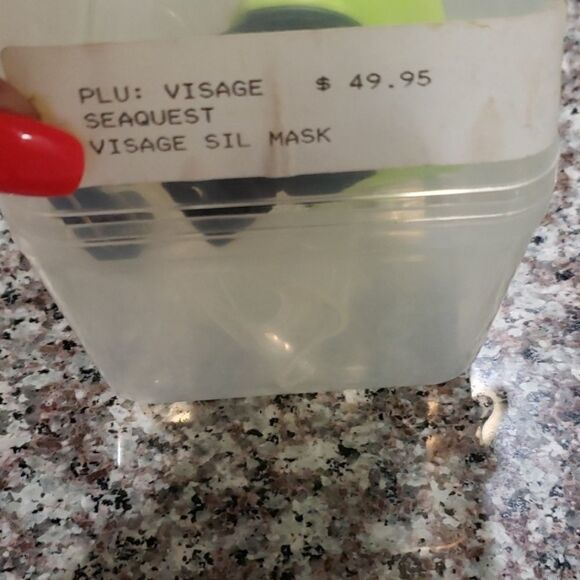 PLU: VISAGE $ 49.95
SEAQUEST
VISAGE SIL MASK